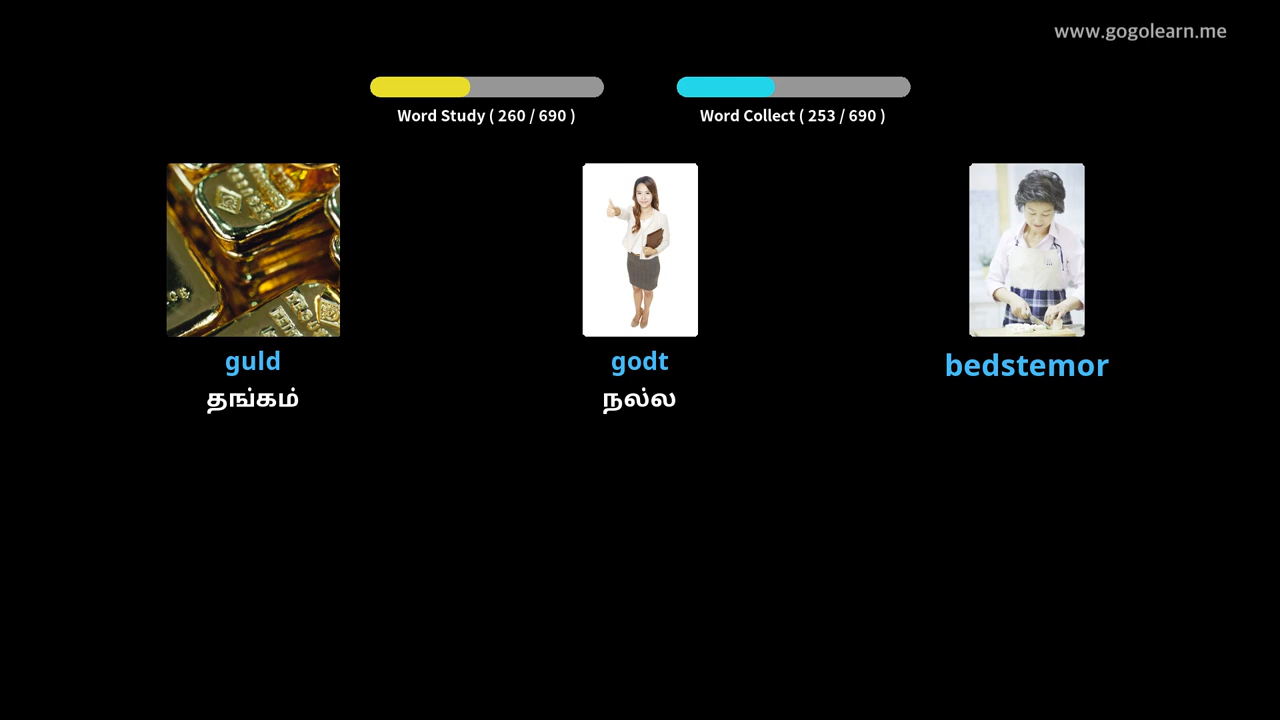 www.gogolearn.me
Word Study ( 260 / 690 )
Word Collect ( 253 / 690 )
guld
தங்கம்
godt
நல்ல
bedstemor